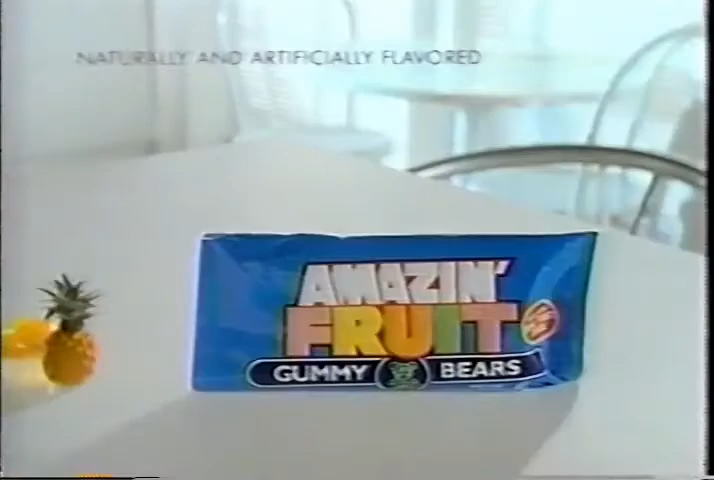 NATURALLY AND ARTIFICIALLY FLAVORED
AMAZIN'
FRUIT
GUMMY BEARS